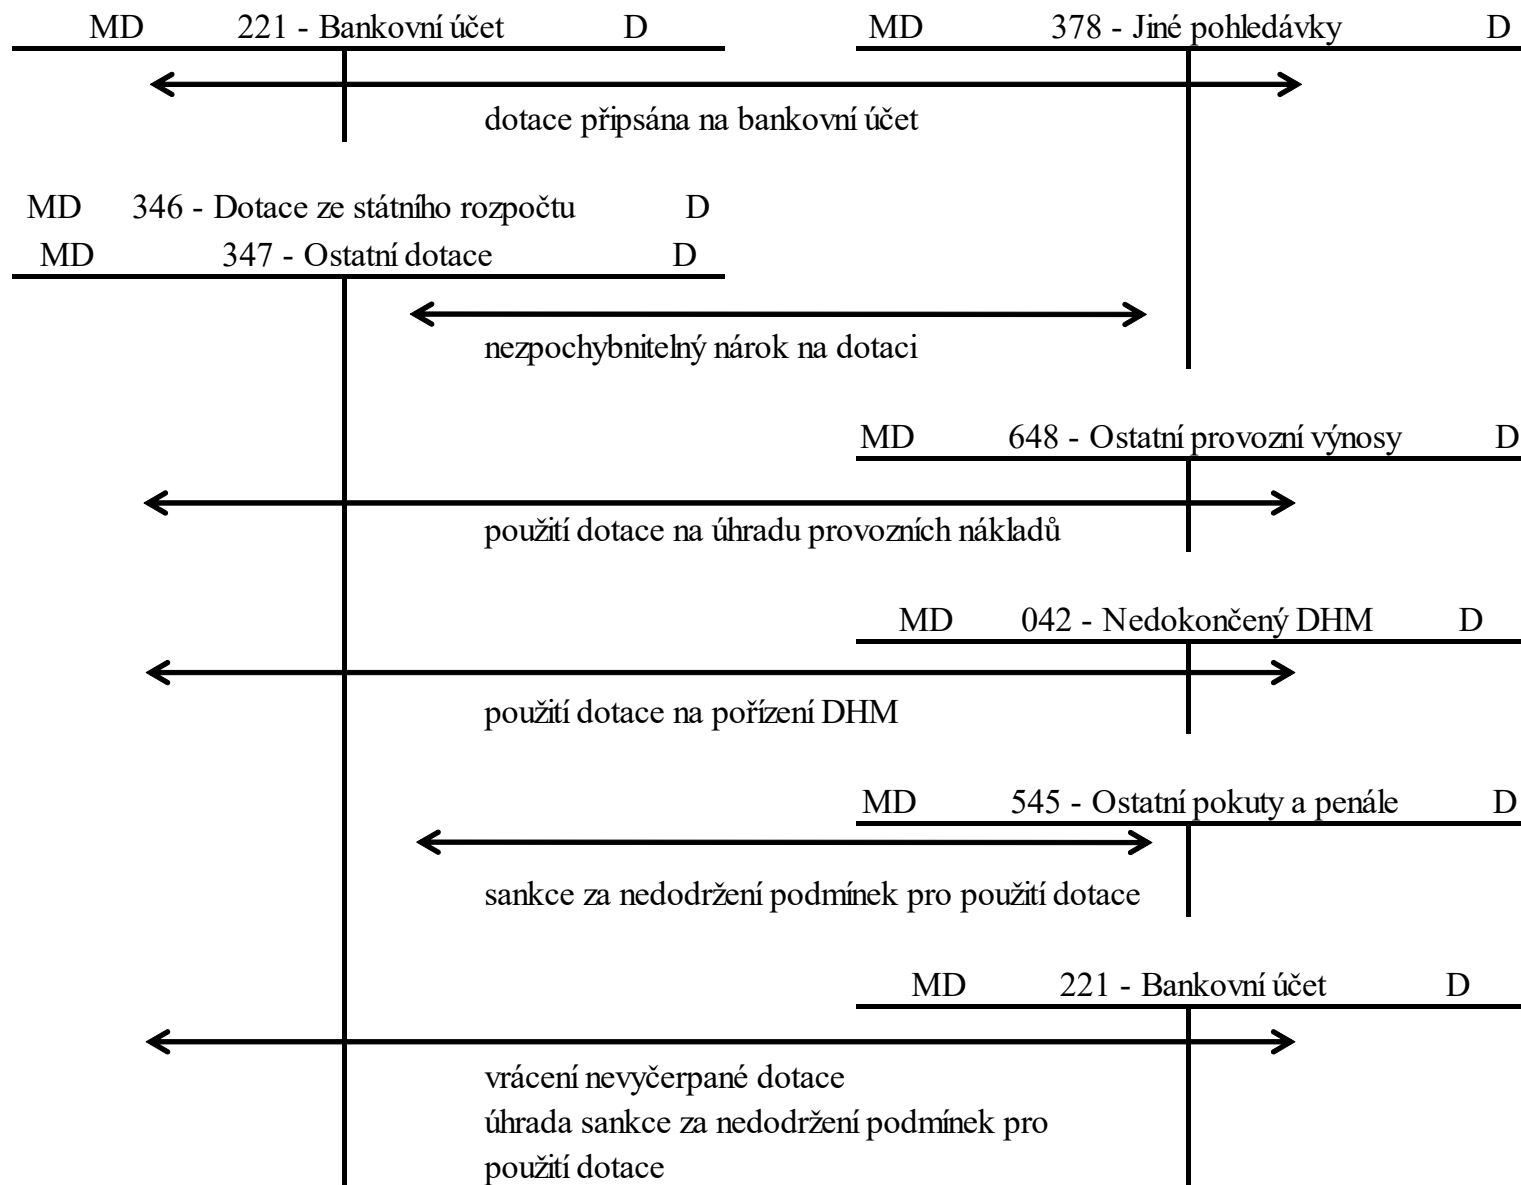 MD 221 - Bankovní účet D MD 378 - Jiné pohledávky D
dotace připsána na bankovní účet
MD 346 - Dotace ze státního rozpočtu D
MD 347 - Ostatní dotace D
nezpochybnitelný nárok na dotaci
MD 648 - Ostatní provozní výnosy D
použití dotace na úhradu provozních nákladů
MD 042 - Nedokončený DHM D
použití dotace na pořízení DHM
MD 545 - Ostatní pokuty a penále D
sankce za nedodržení podmínek pro použití dotace
MD 221 - Bankovní účet D
vrácení nevyčerpané dotace
úhrada sankce za nedodržení podmínek pro
použití dotace